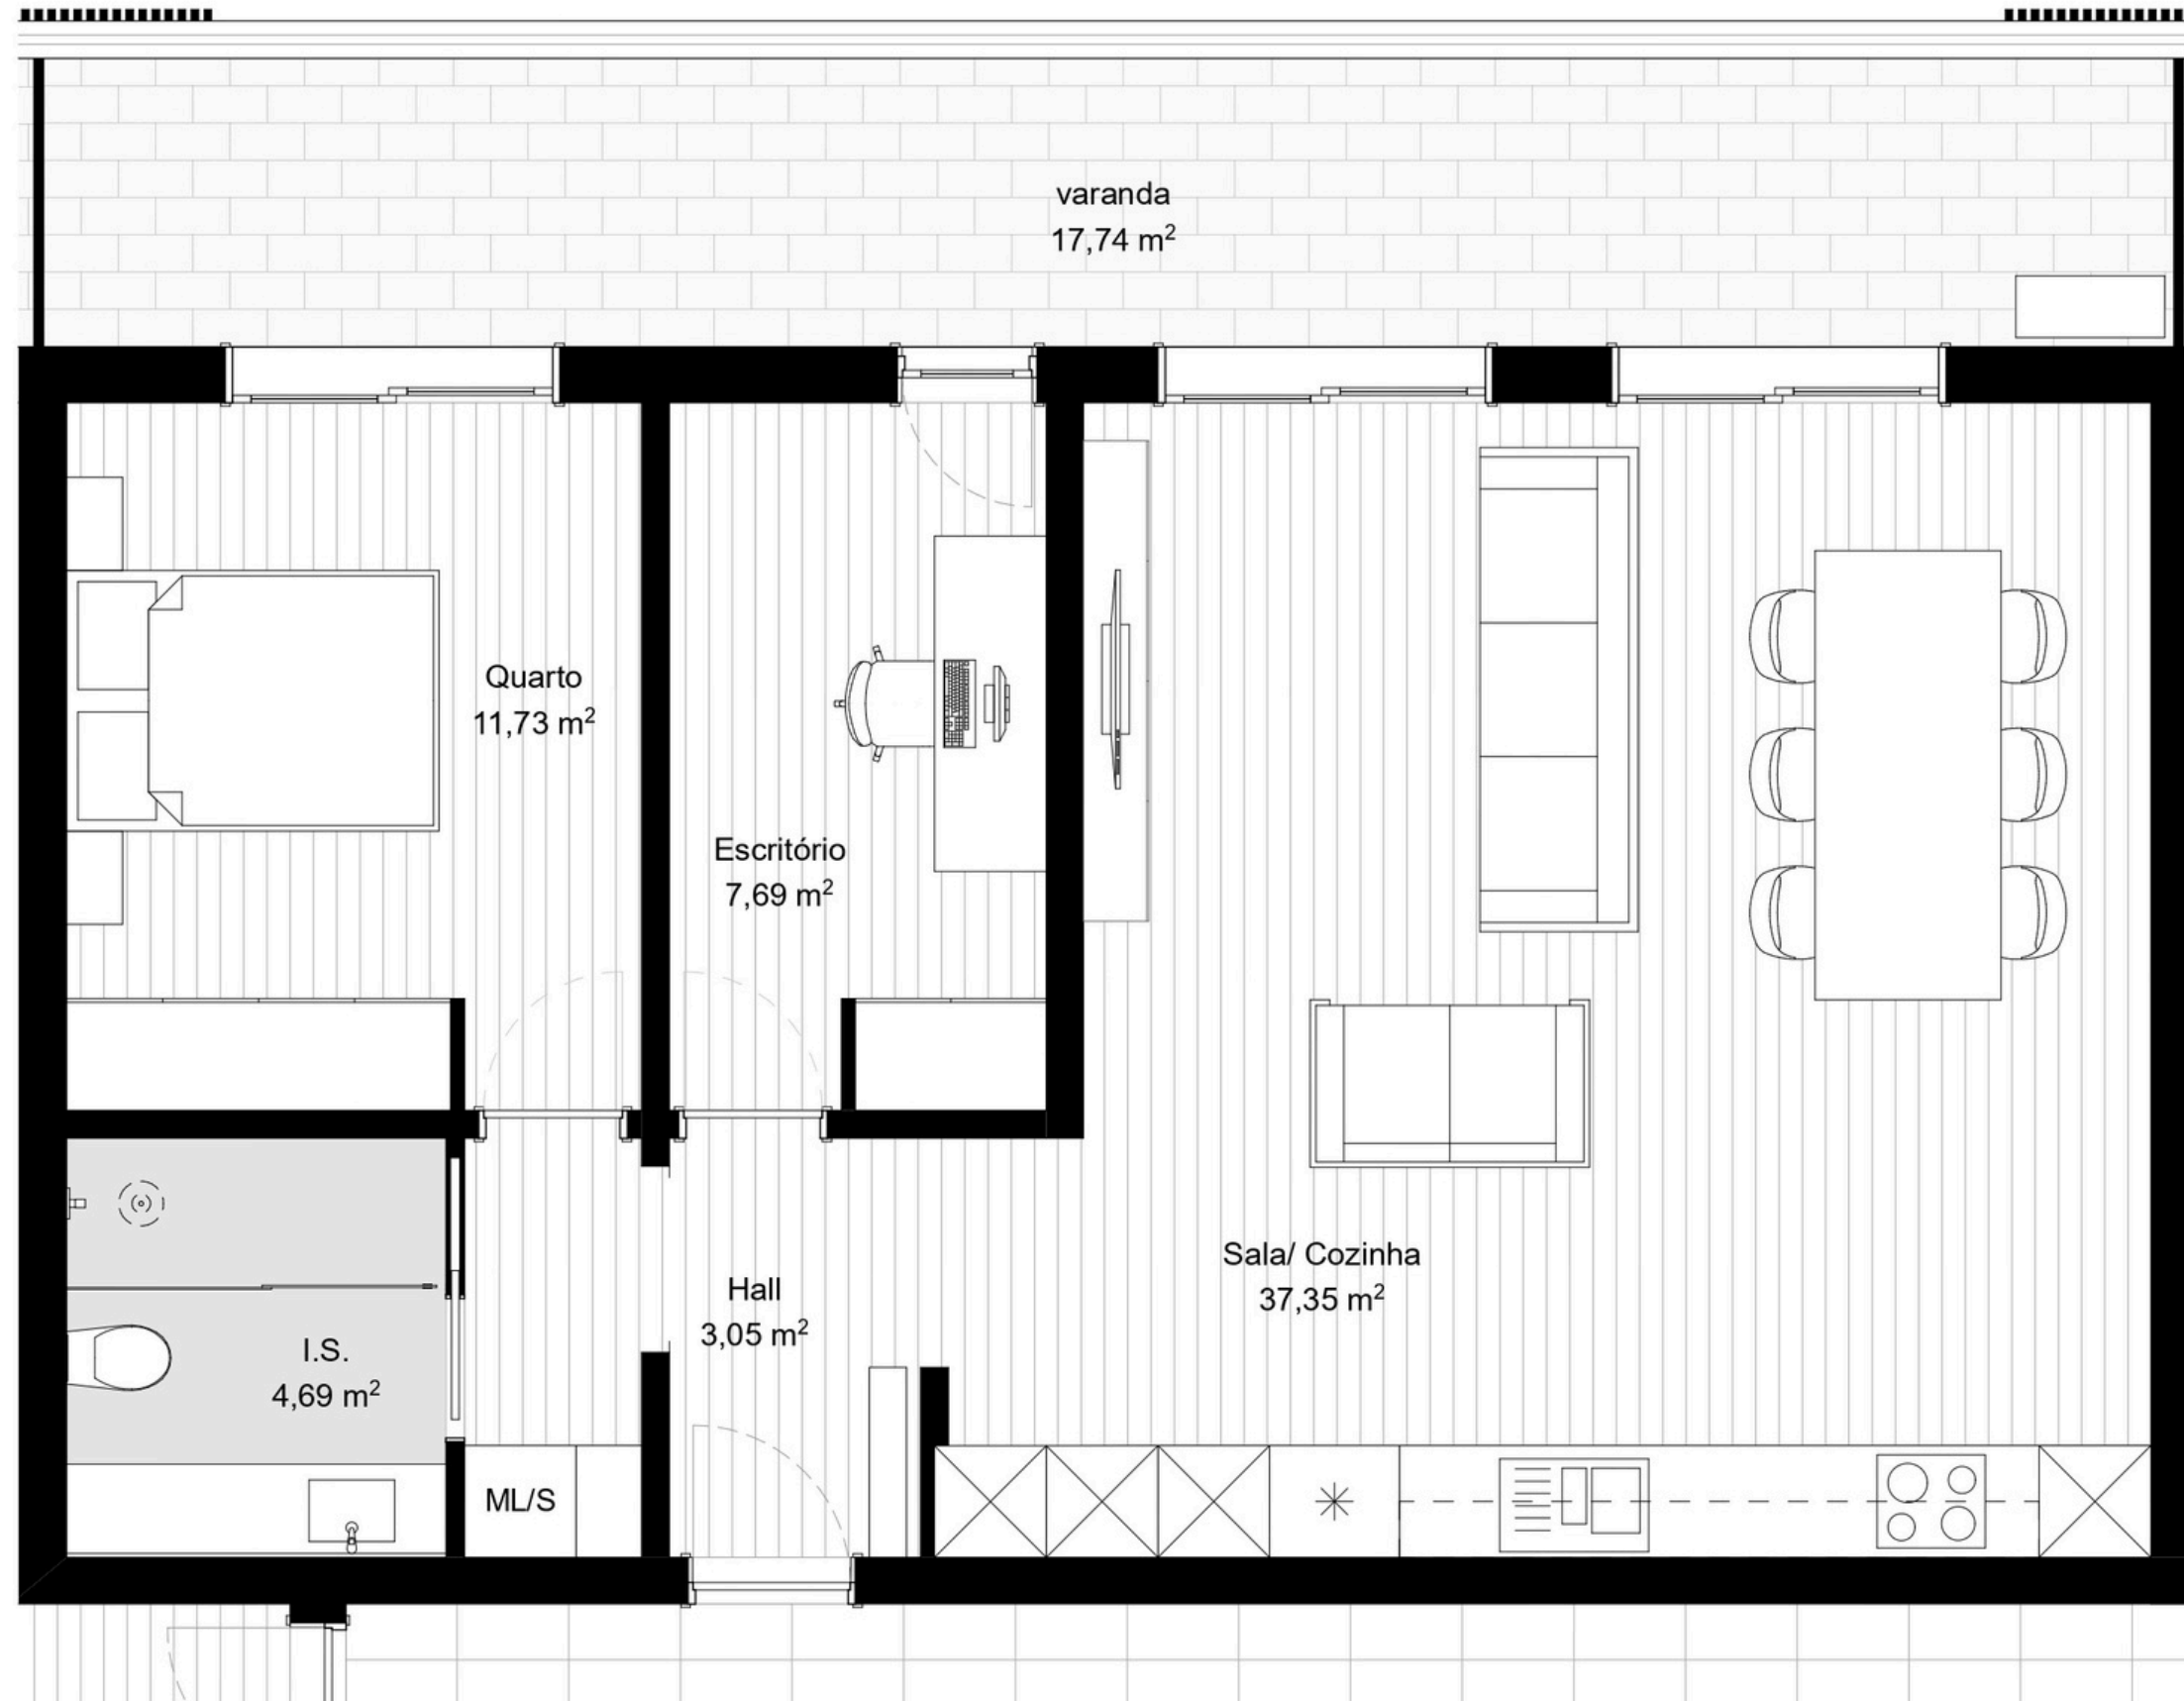 varanda
17,74 m²
Quarto
11,73 m²
Escritório
7,69 m²
Sala/ Cozinha
37,35 m²
Hall
3,05 m²
I.S.
4,69 m²
ML/S